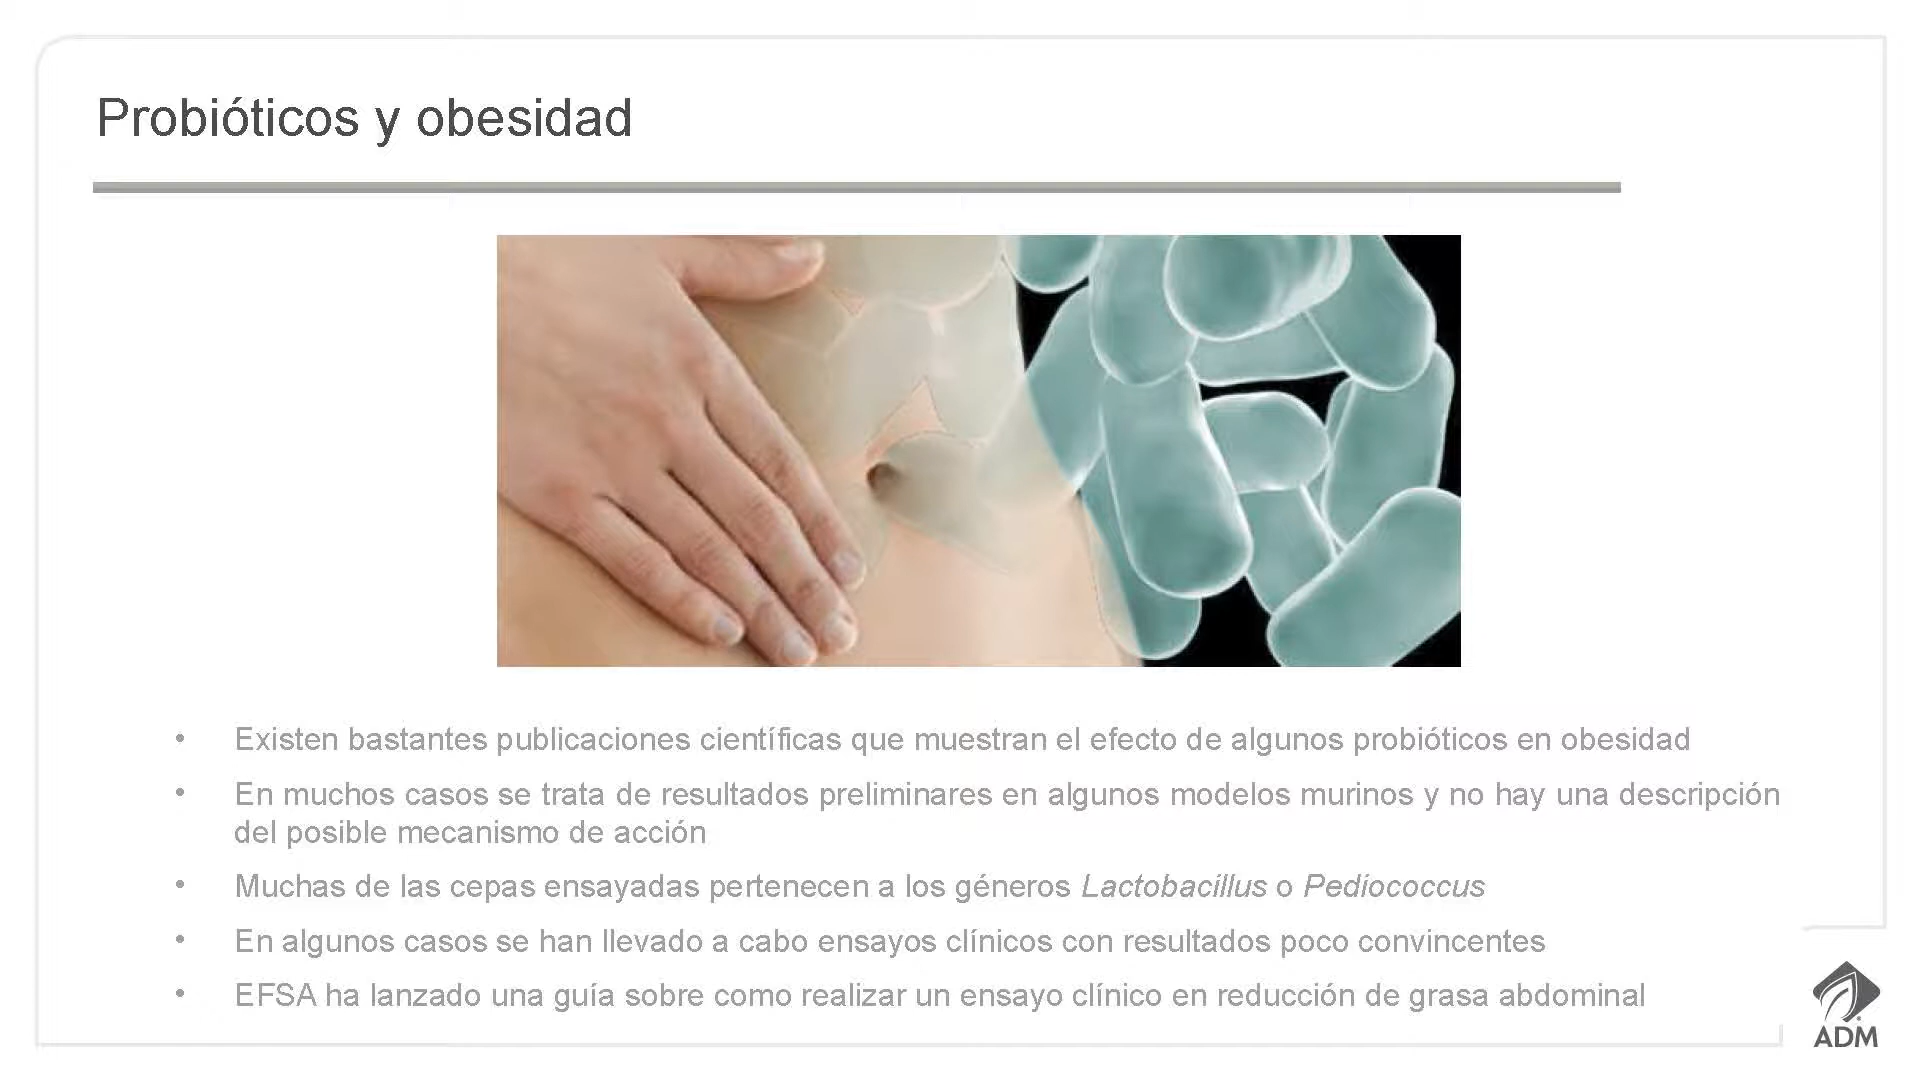 Probióticos y obesidad
• Existen bastantes publicaciones científicas que muestran el efecto de algunos probióticos en obesidad
• En muchos casos se trata de resultados preliminares en algunos modelos murinos y no hay una descripción
del posible mecanismo de acción
• Muchas de las cepas ensayadas pertenecen a los géneros Lactobacillus o Pediococcus
• En algunos casos se han llevado a cabo ensayos clínicos con resultados poco convincentes
• EFSA ha lanzado una guía sobre como realizar un ensayo clínico en reducción de grasa abdominal
ADM